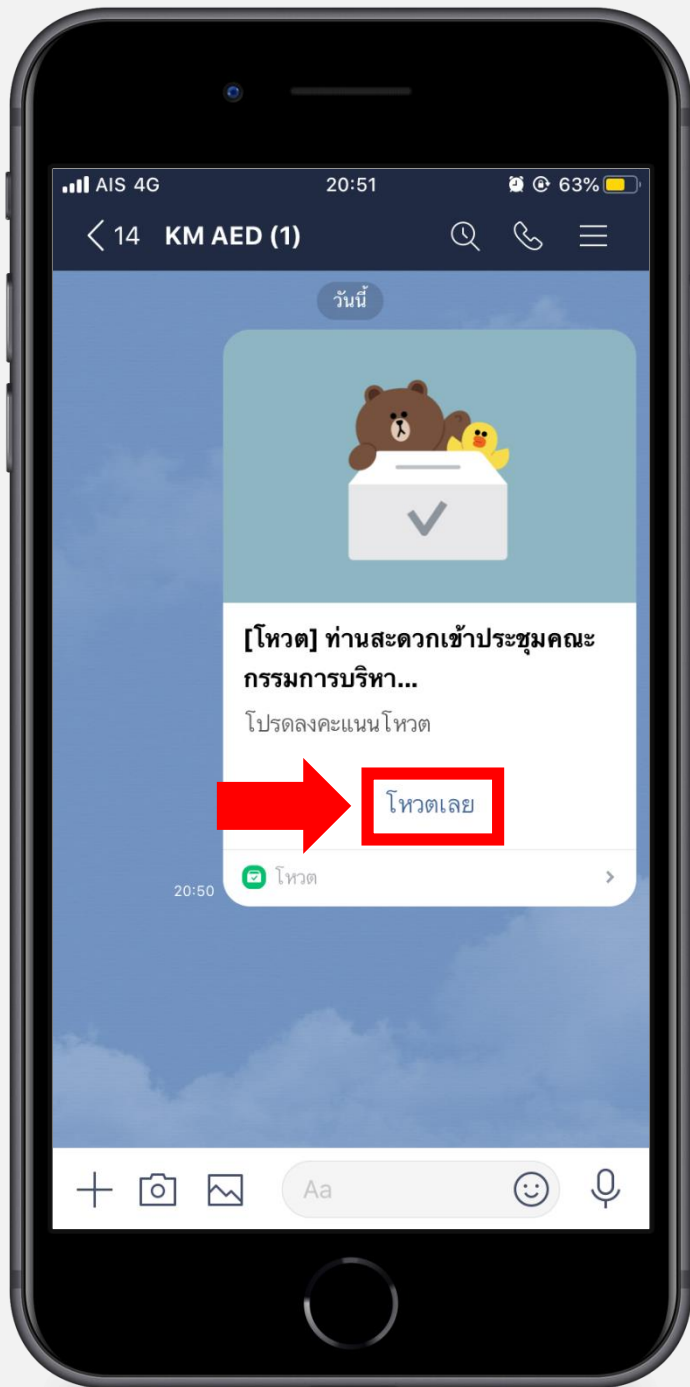 AIS 4G 20:51 63%
14 KM AED (1)
วันนี้
[โหวต] ท่านสะดวกเข้าประชุมคณะ
กรรมการบริหา...
โปรดลงคะแนนโหวต
โหวตเลย
โหวต
20:50
Aa